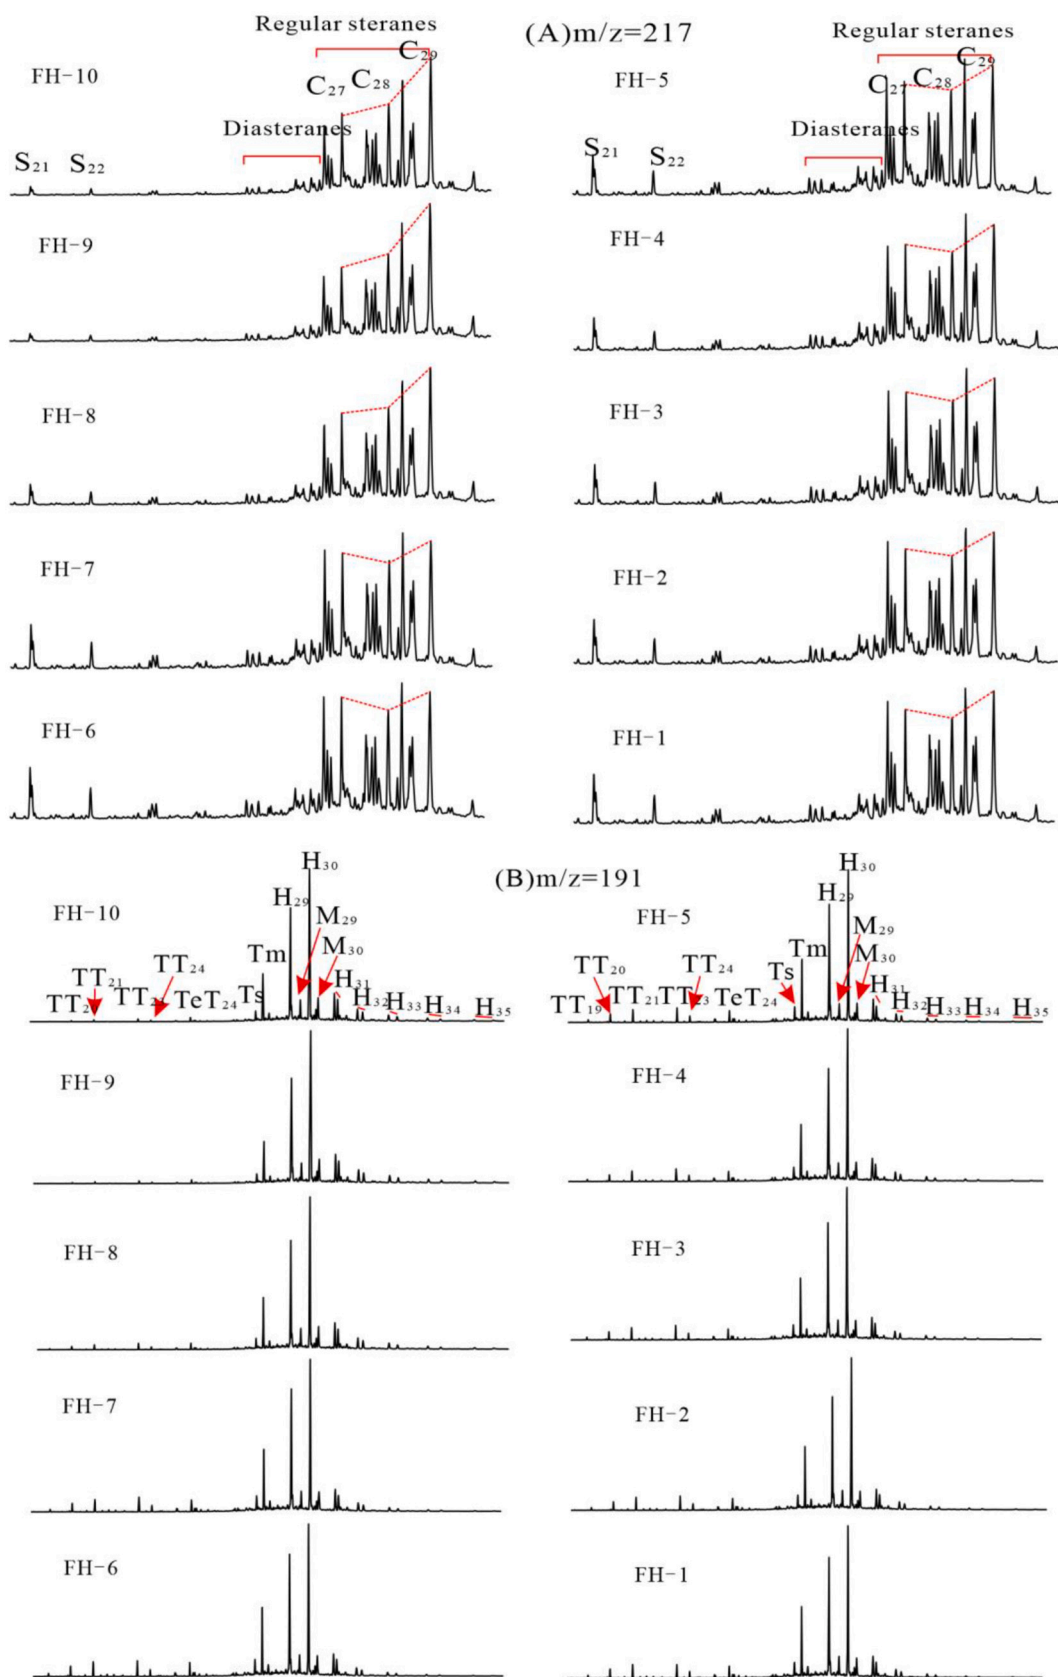 (A)m/z=217
Regular steranes
FH-10
C27 C28 C29
Diasteranes
S21 S22
FH-9
FH-8
FH-7
FH-6
Regular steranes
FH-5
C27 C28 C29
Diasteranes
S21 S22
FH-4
FH-3
FH-2
FH-1
(B)m/z=191
FH-10
H30
H29
M29
M30
Tm
TT24
TT21
TeT24 Ts
H31 H32 H33 H34 H35
FH-9
FH-8
FH-7
FH-6
FH-5
H30
H29
M29
M30
Tm
Ts
TT24
TT20
TT19 TT21 TT23 TeT24
H31 H32 H33 H34 H35
FH-4
FH-3
FH-2
FH-1